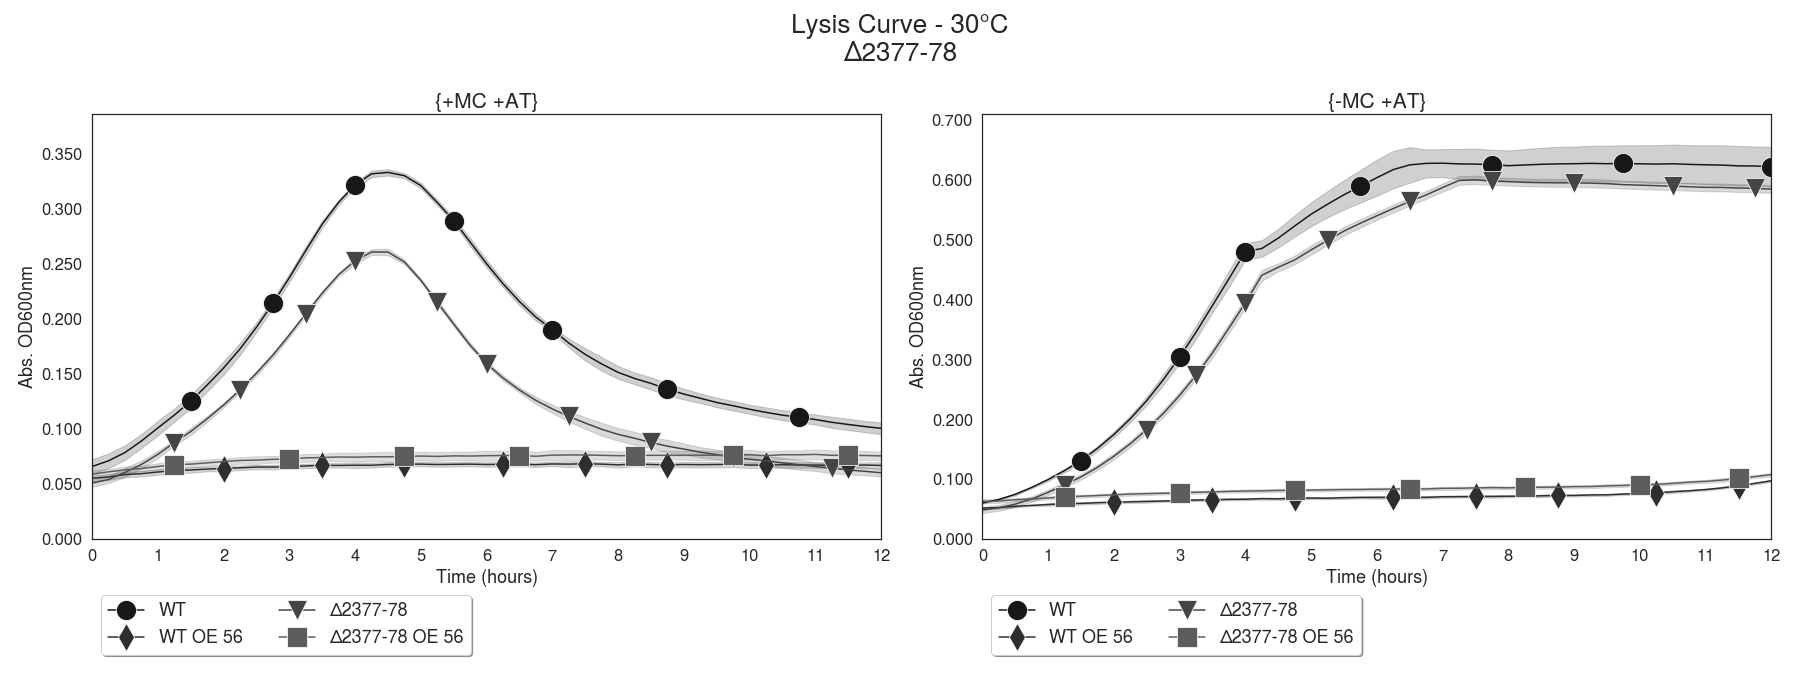 Lysis Curve - 30°C
Δ2377-78
{+MC +AT}
0.350
0.300
0.250
0.200
0.150
0.100
0.050
0.000
Abs. OD600nm
0 1 2 3 4 5 6 7 8 9 10 11 12
Time (hours)
WT Δ2377-78
WT OE 56 Δ2377-78 OE 56
{-MC +AT}
0.700
0.600
0.500
0.400
0.300
0.200
0.100
0.000
Abs. OD600nm
0 1 2 3 4 5 6 7 8 9 10 11 12
Time (hours)
WT Δ2377-78
WT OE 56 Δ2377-78 OE 56